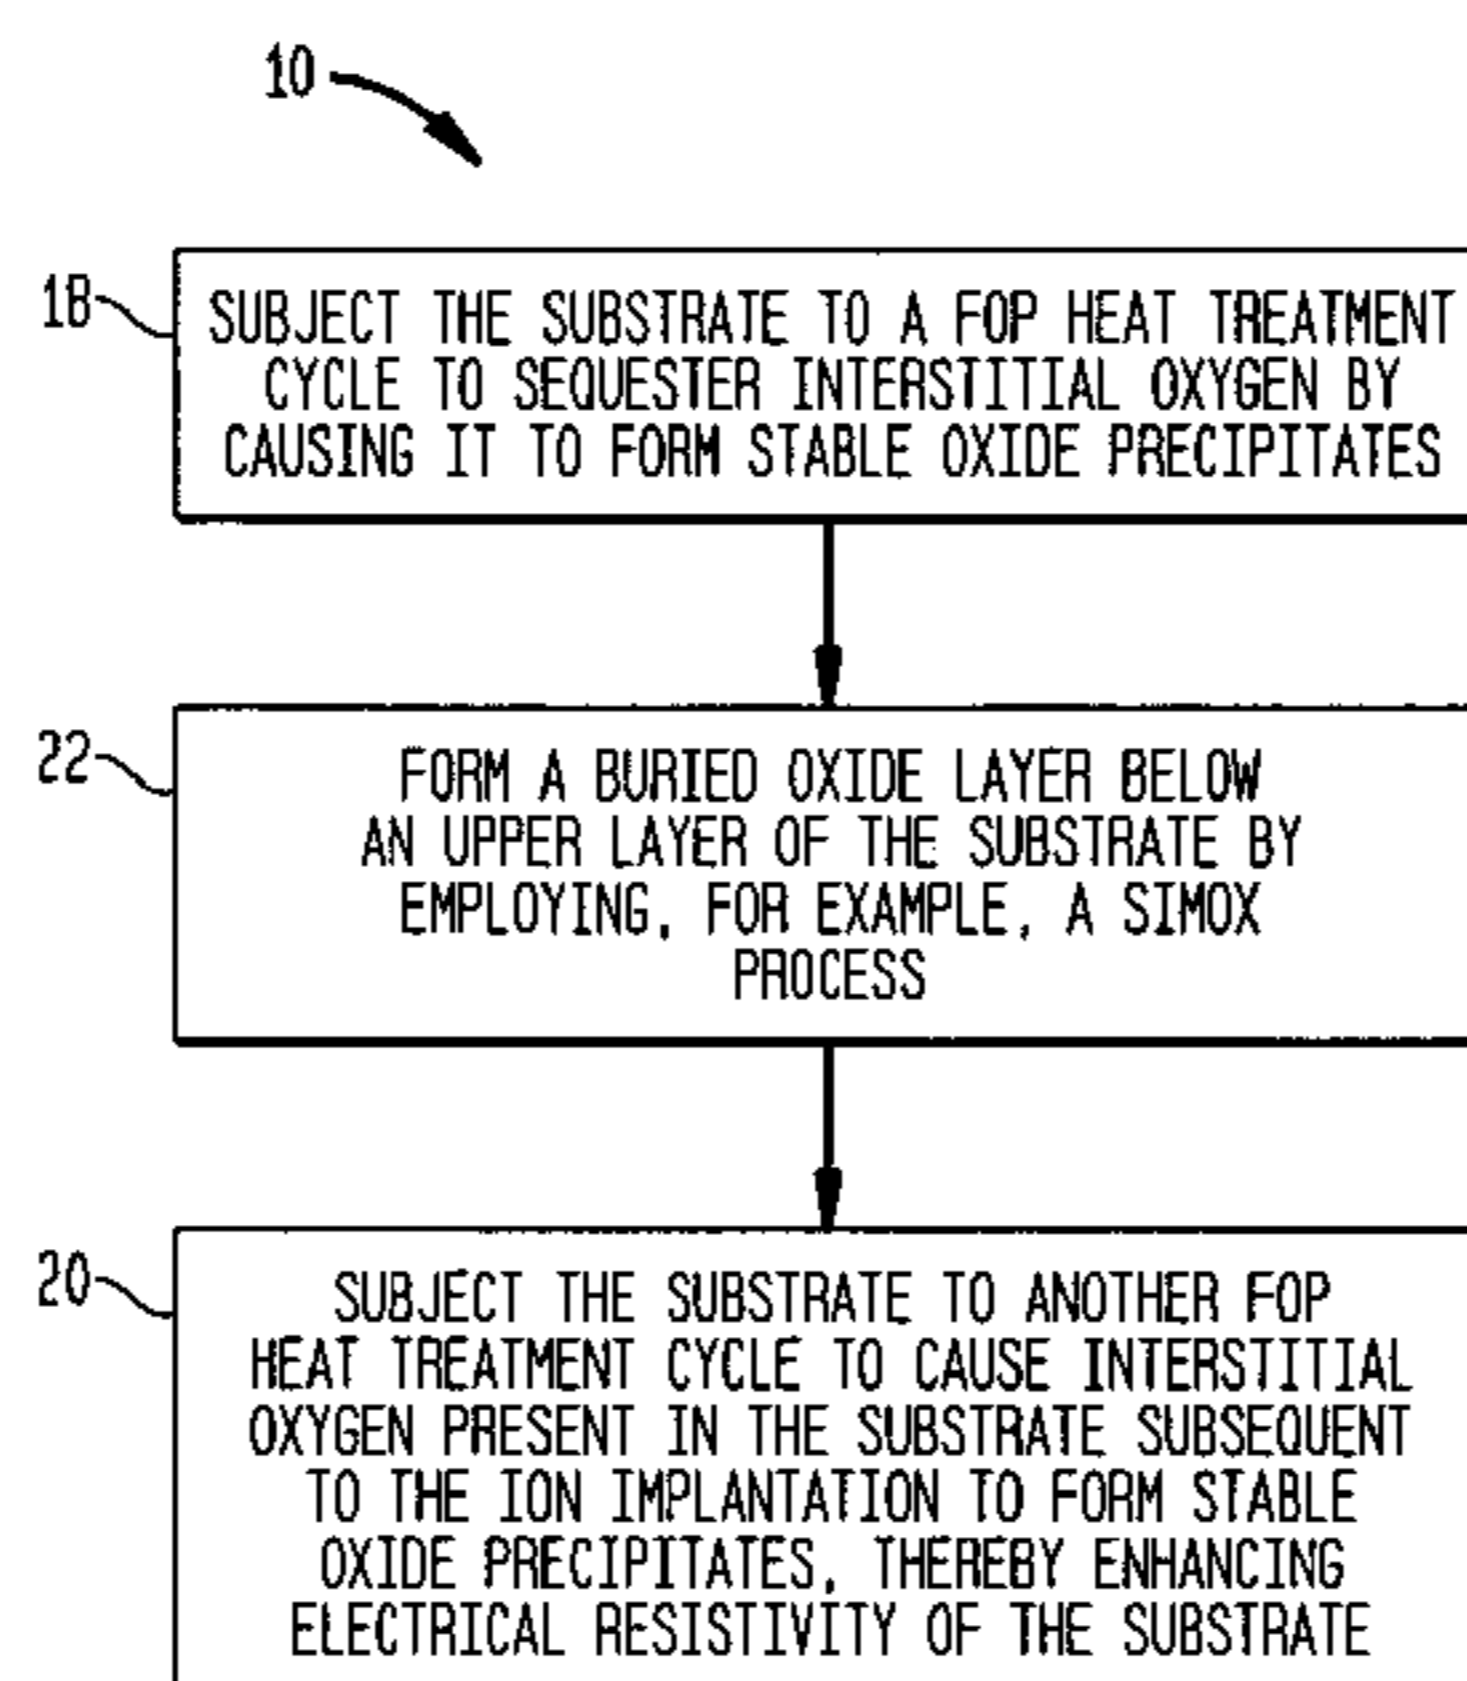 10
18
SUBJECT THE SUBSTRATE TO A FOP HEAT TREATMENT
CYCLE TO SEQUESTER INTERSTITIAL OXYGEN BY
CAUSING IT TO FORM STABLE OXIDE PRECIPITATES
22
FORM A BURIED OXIDE LAYER BELOW
AN UPPER LAYER OF THE SUBSTRATE BY
EMPLOYING, FOR EXAMPLE, A SIMOX
PROCESS
20
SUBJECT THE SUBSTRATE TO ANOTHER FOP
HEAT TREATMENT CYCLE TO CAUSE INTERSTITIAL
OXYGEN PRESENT IN THE SUBSTRATE SUBSEQUENT
TO THE ION IMPLANTATION TO FORM STABLE
OXIDE PRECIPITATES, THEREBY ENHANCING
ELECTRICAL RESISTIVITY OF THE SUBSTRATE